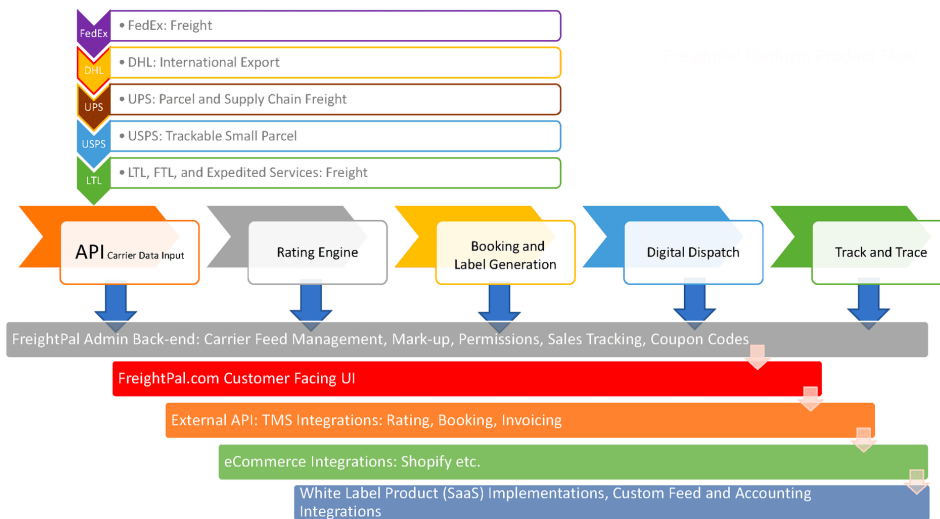 FedEx
• FedEx: Freight
DHL
• DHL: International Export
UPS
• UPS: Parcel and Supply Chain Freight
USPS
• USPS: Trackable Small Parcel
LTL
• LTL, FTL, and Expedited Services: Freight
API Carrier Data Input
Rating Engine
Booking and
Label Generation
Digital Dispatch
Track and Trace
FreightPal Admin Back-end: Carrier Feed Management, Mark-up, Permissions, Sales Tracking, Coupon Codes
FreightPal.com Customer Facing UI
External API: TMS Integrations: Rating, Booking, Invoicing
eCommerce Integrations: Shopify etc.
White Label Product (SaaS) Implementations, Custom Feed and Accounting
Integrations